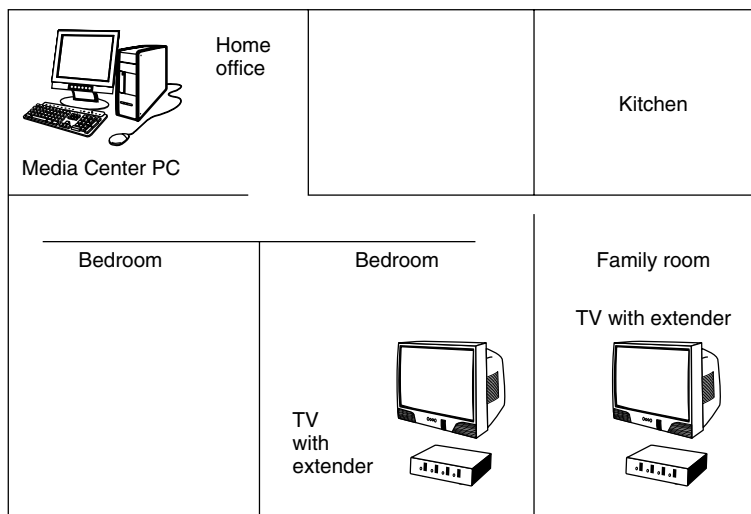 Home
office
Kitchen
Media Center PC
Bedroom
Bedroom
Family room
TV with extender
TV
with
extender